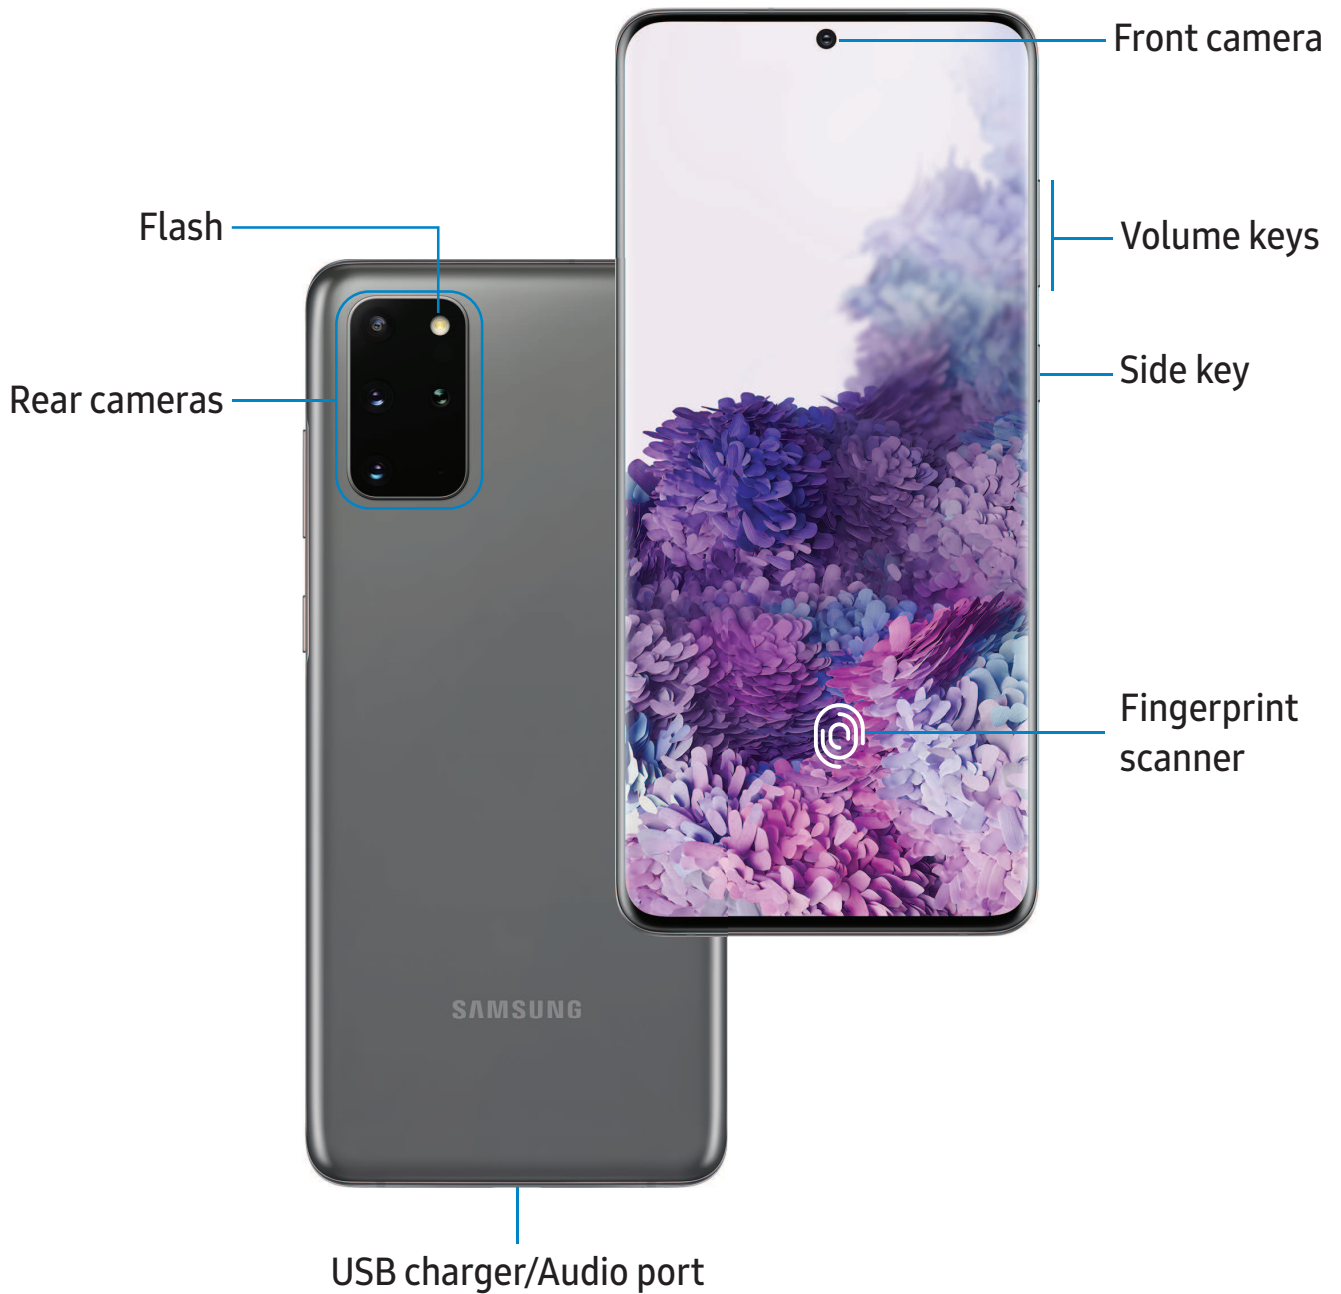 Front camera
Flash
Volume keys
Side key
Rear cameras
Fingerprint
scanner
SAMSUNG
USB charger/Audio port